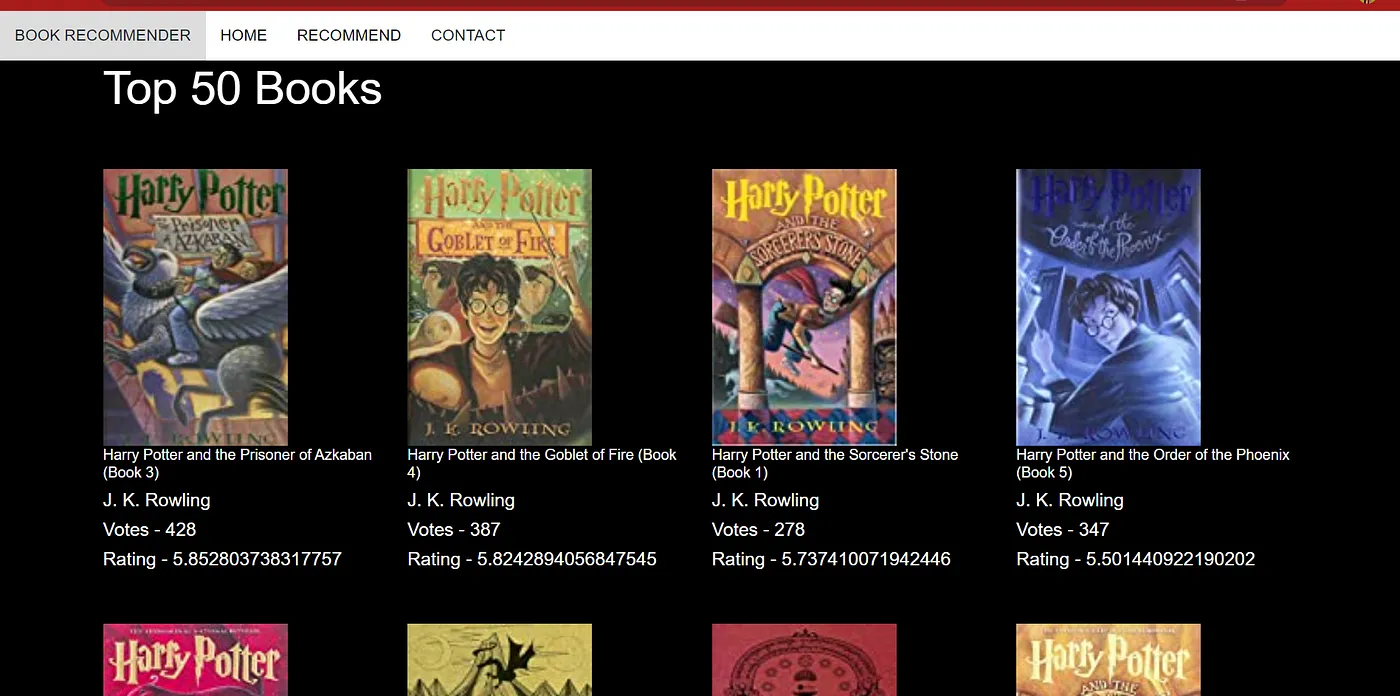 BOOK RECOMMENDER HOME RECOMMEND CONTACT
Top 50 Books
Harry Potter
and the
Prisoner
of AZKABAN
J. K. ROWLING
Harry Potter and the Prisoner of Azkaban
(Book 3)
J. K. Rowling
Votes - 428
Rating - 5.852803738317757
Harry Potter
AND THE
GOBLET OF FIRE
J. K. ROWLING
Harry Potter and the Goblet of Fire (Book
4)
J. K. Rowling
Votes - 387
Rating - 5.8242894056847545
Harry Potter
AND THE
SORCERER'S STONE
J. K. ROWLING
Harry Potter and the Sorcerer's Stone
(Book 1)
J. K. Rowling
Votes - 278
Rating - 5.737410071942446
Harry Potter
and the
Order of the Phoenix
J. K. ROWLING
Harry Potter and the Order of the Phoenix
(Book 5)
J. K. Rowling
Votes - 347
Rating - 5.501440922190202
Harry Potter
Harry Potter
AND THE